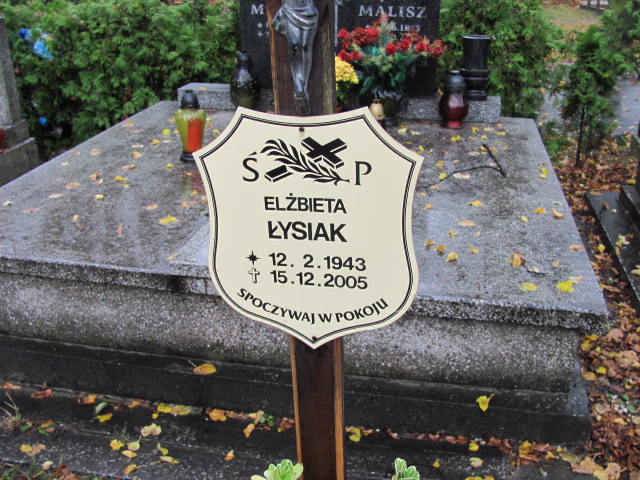 MALISZ
S P
ELŻBIETA
ŁYSIAK
12. 2.1943
15.12.2005
SPOCZYWAJ W POKOJU